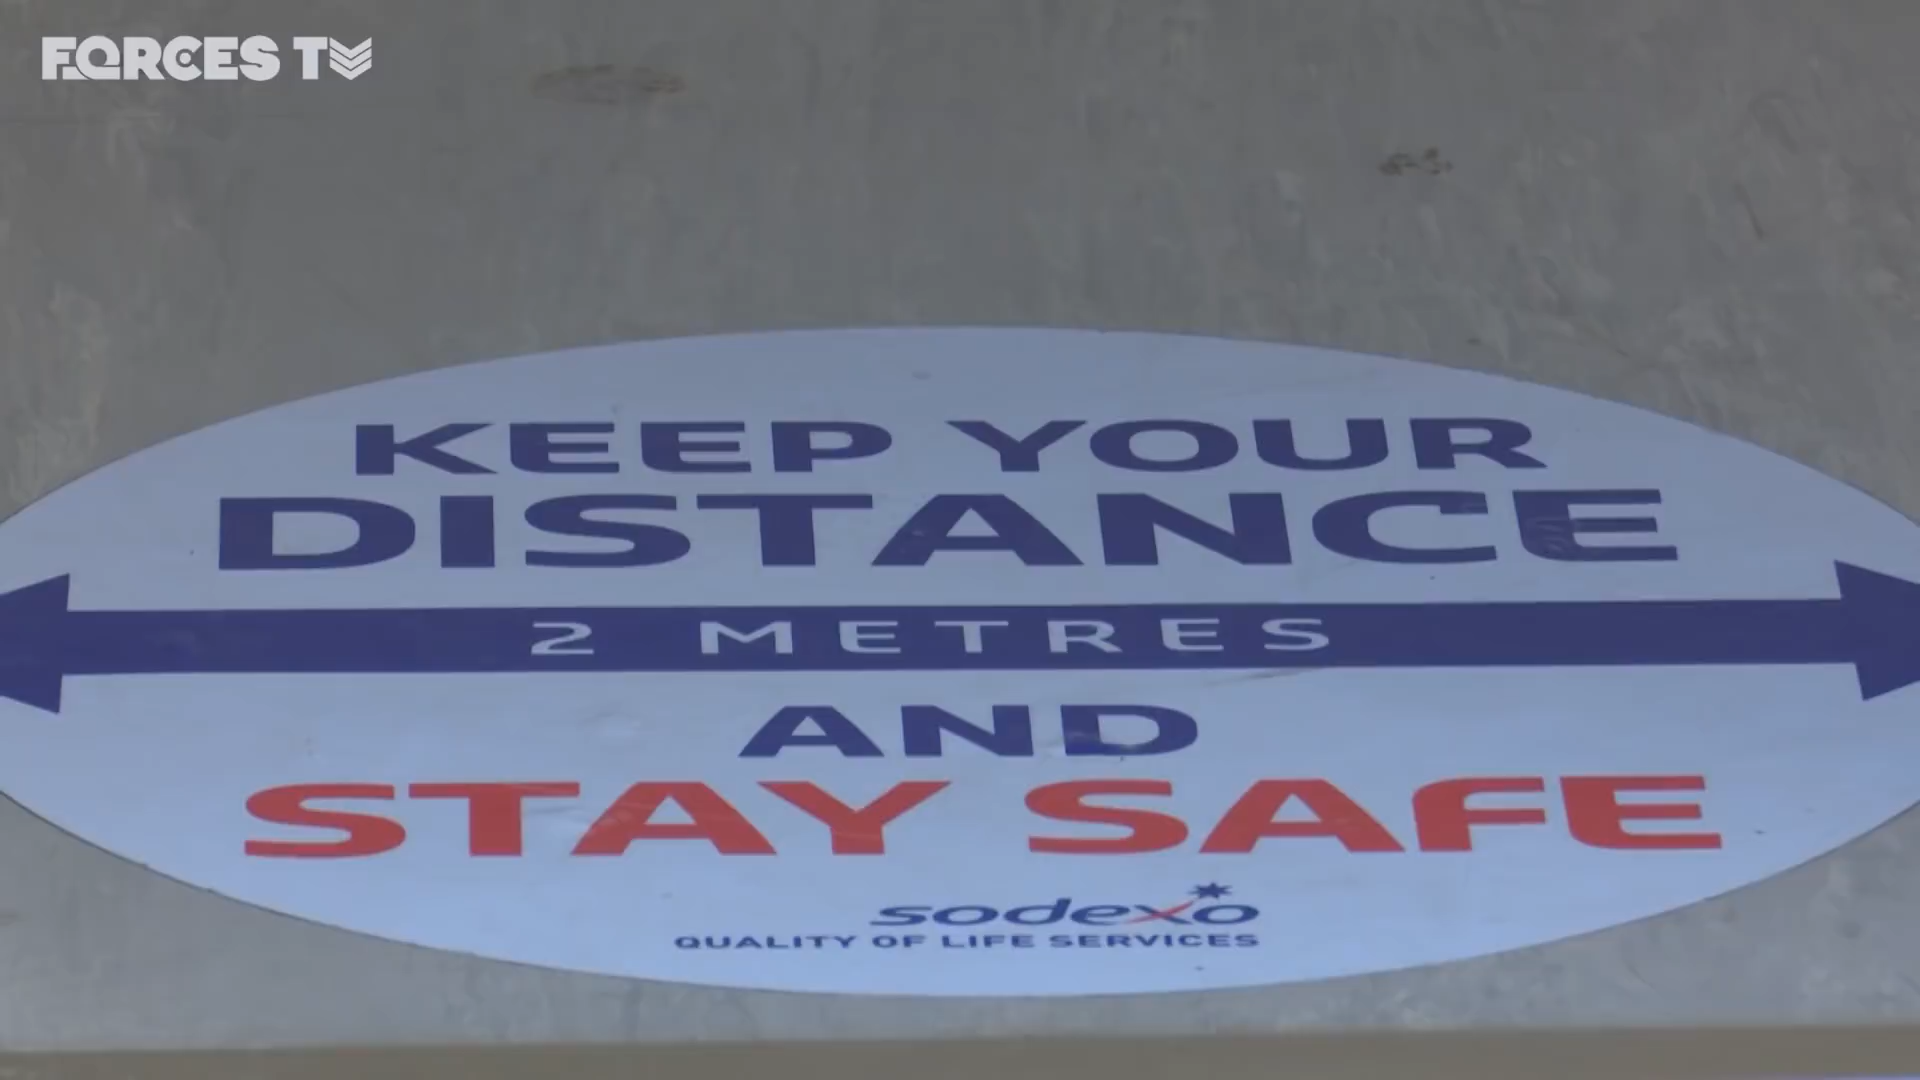 FORCES TV
KEEP YOUR
DISTANCE
2 METRES
AND
STAY SAFE
sodexo
QUALITY OF LIFE SERVICES